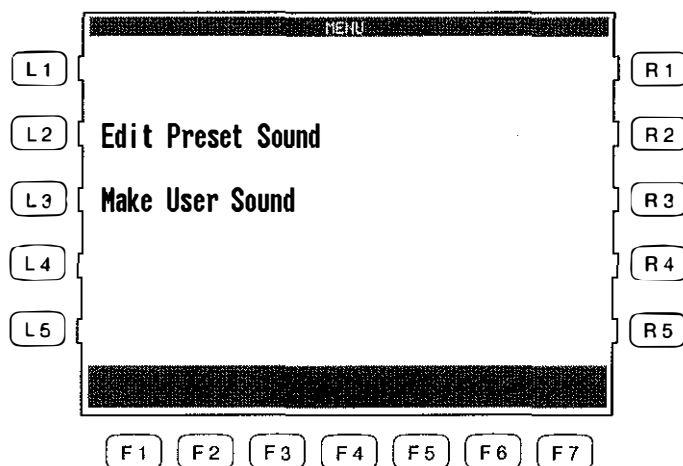 MENU
L1 R1
L2 Edit Preset Sound R2
L3 Make User Sound R3
L4 R4
L5 R5
F1 F2 F3 F4 F5 F6 F7